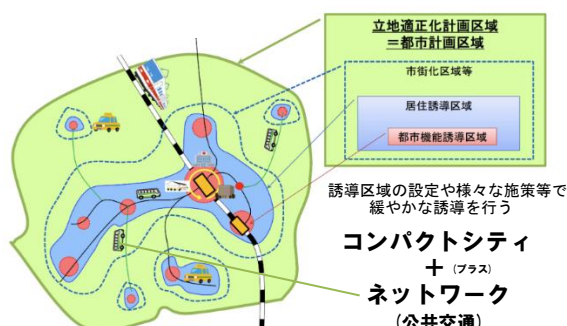 立地適正化計画区域
＝都市計画区域
市街化区域等
居住誘導区域
都市機能誘導区域
誘導区域の設定や様々な施策等で
緩やかな誘導を行う
コンパクトシティ
＋（プラス）
ネットワーク
（公共交通）